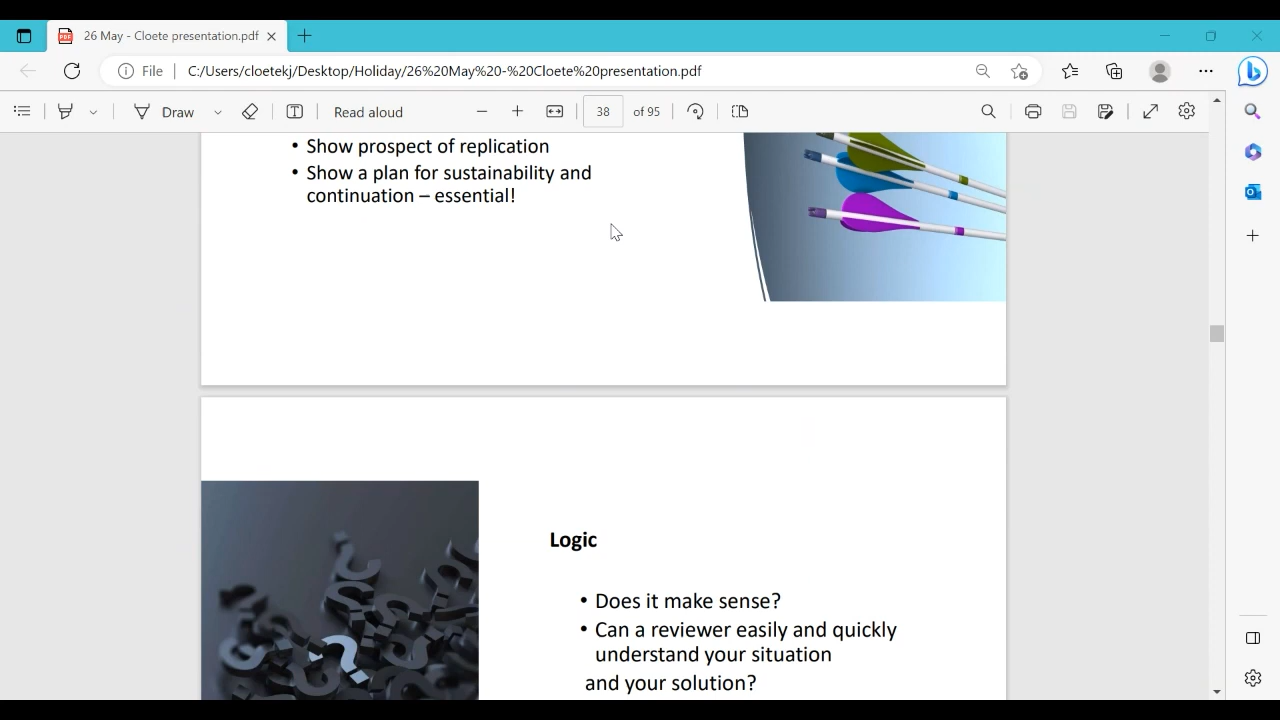 26 May - Cloete presentation.pdf
File
C:/Users/cloetekj/Desktop/Holiday/26%20May%20-%20Cloete%20presentation.pdf
Draw
Read aloud
38 of 95
• Show prospect of replication
• Show a plan for sustainability and
continuation – essential!
Logic
• Does it make sense?
• Can a reviewer easily and quickly
understand your situation
and your solution?